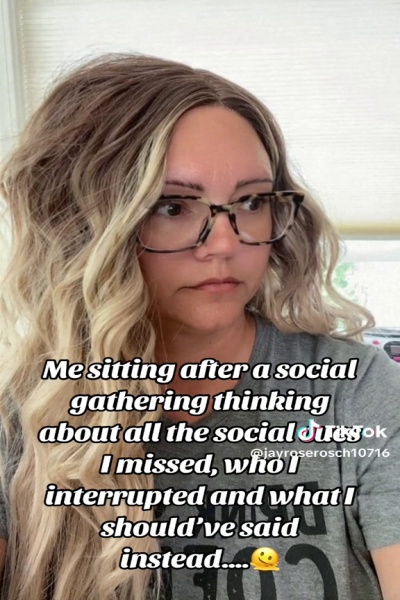 Me sitting after a social
gathering thinking
about all the social cues
I missed, who I
interrupted and what I
should've said
instead....🫠
TikTok
@jayroserosch10716